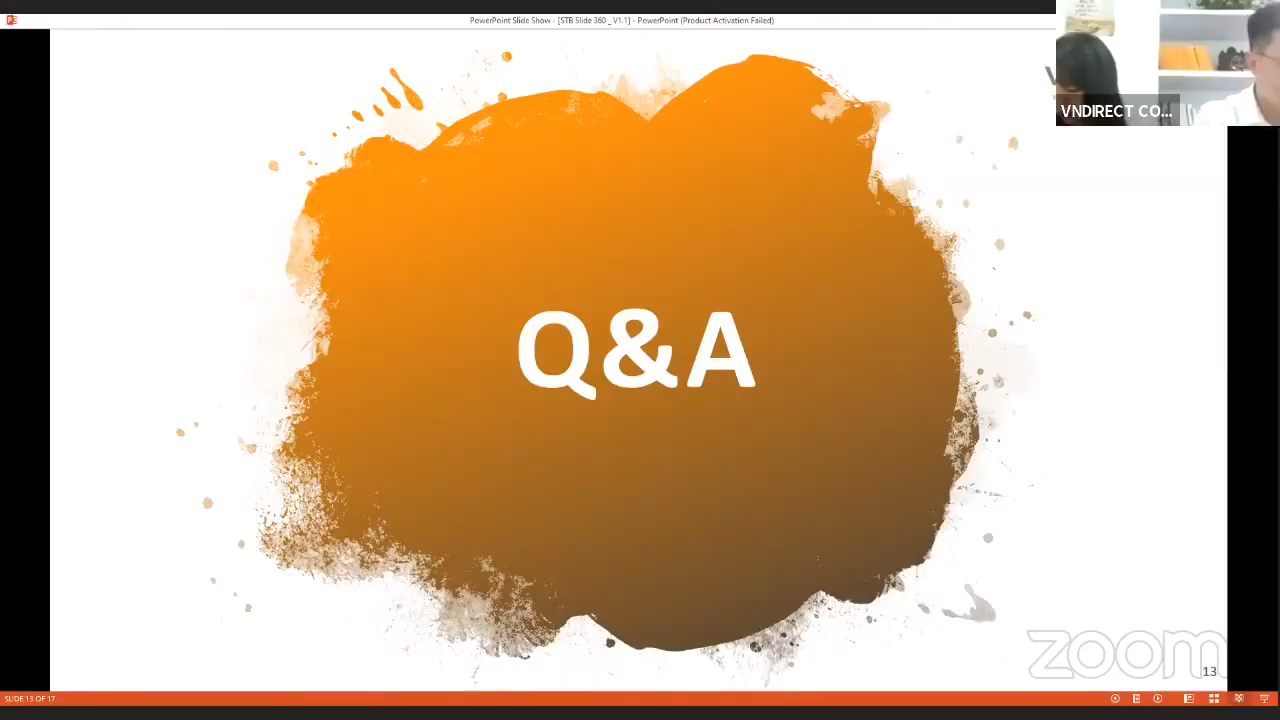 PowerPoint Slide Show - [STB Slide 360 _ V1.1] - PowerPoint (Product Activation Failed)
VNDIRECT CO...
Q&A
zoom
13
SLIDE 13 OF 17